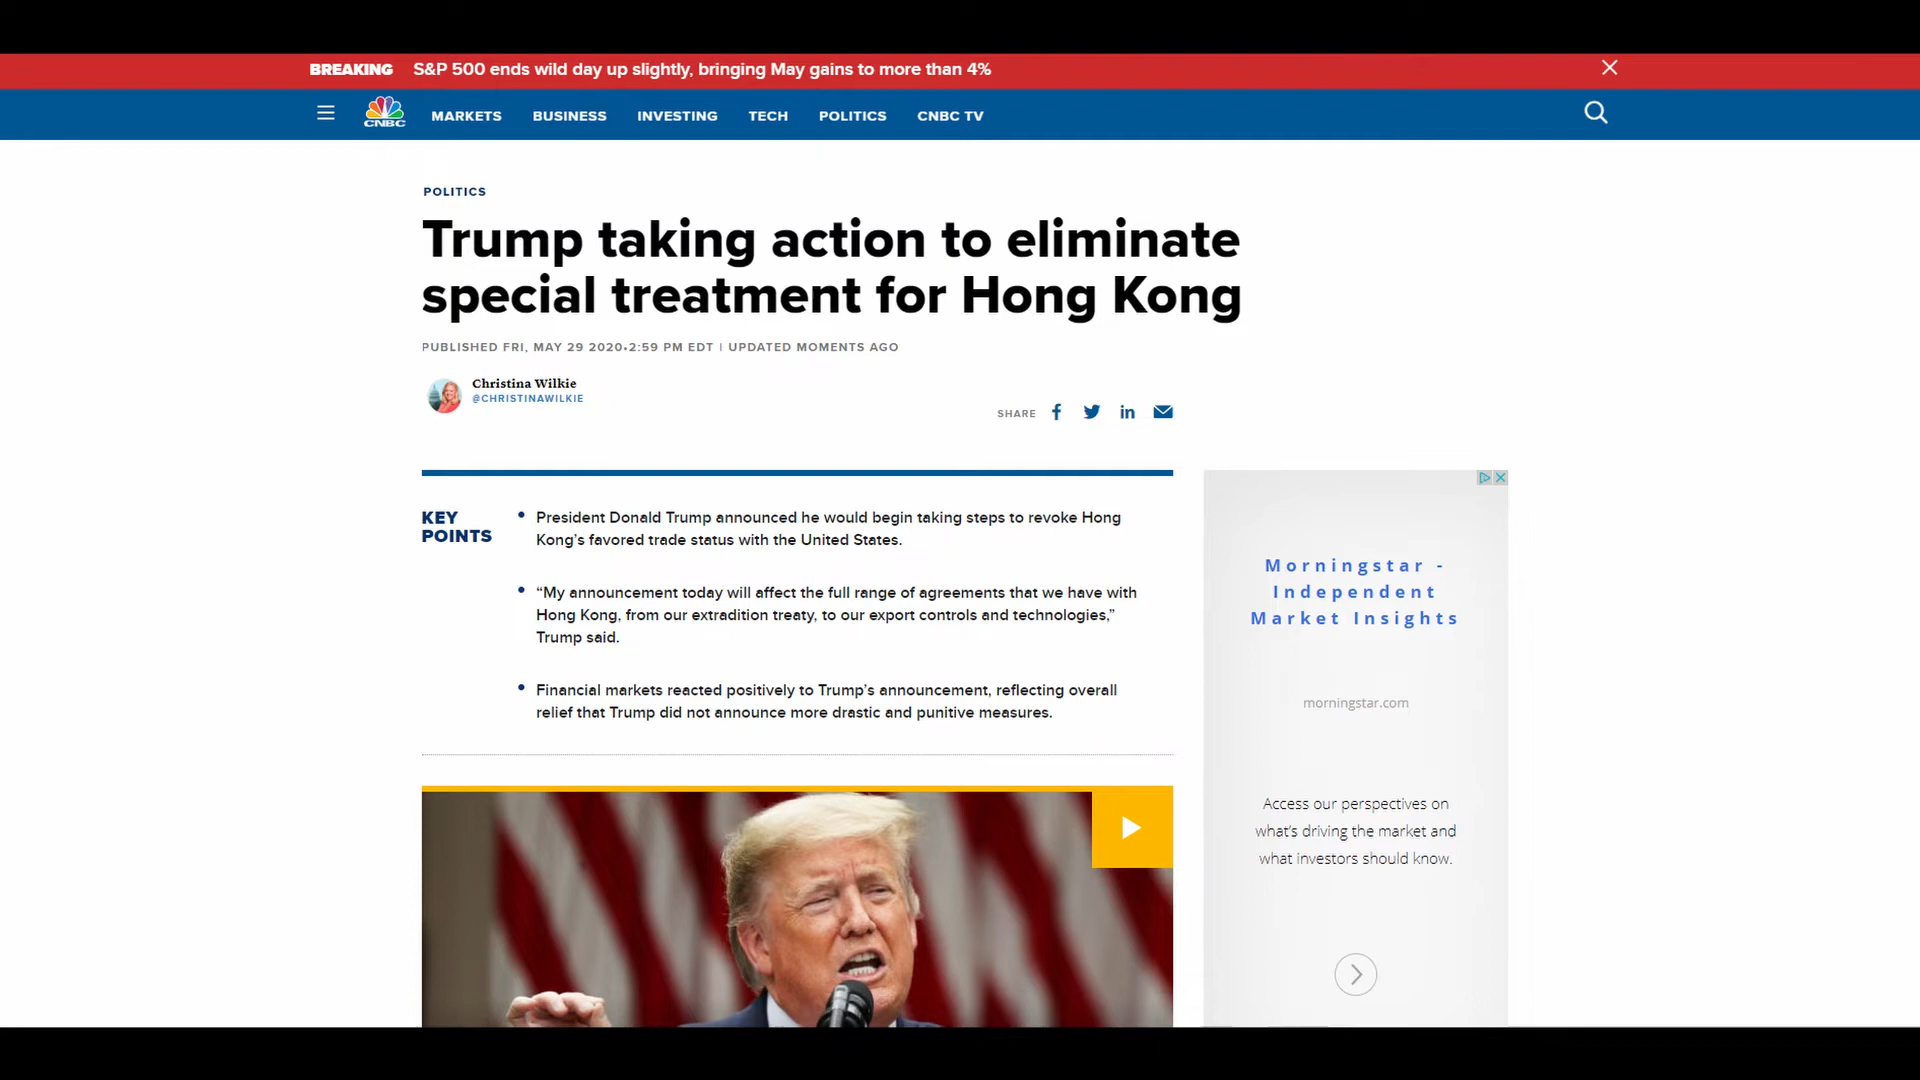 BREAKING S&P 500 ends wild day up slightly, bringing May gains to more than 4%
CNBC MARKETS BUSINESS INVESTING TECH POLITICS CNBC TV
POLITICS
Trump taking action to eliminate
special treatment for Hong Kong
PUBLISHED FRI, MAY 29 2020•2:59 PM EDT | UPDATED MOMENTS AGO
Christina Wilkie
@CHRISTINAWILKIE
SHARE
KEY
POINTS
• President Donald Trump announced he would begin taking steps to revoke Hong
Kong’s favored trade status with the United States.
• “My announcement today will affect the full range of agreements that we have with
Hong Kong, from our extradition treaty, to our export controls and technologies,”
Trump said.
• Financial markets reacted positively to Trump’s announcement, reflecting overall
relief that Trump did not announce more drastic and punitive measures.
Morningstar -
Independent
Market Insights
morningstar.com
Access our perspectives on
what’s driving the market and
what investors should know.